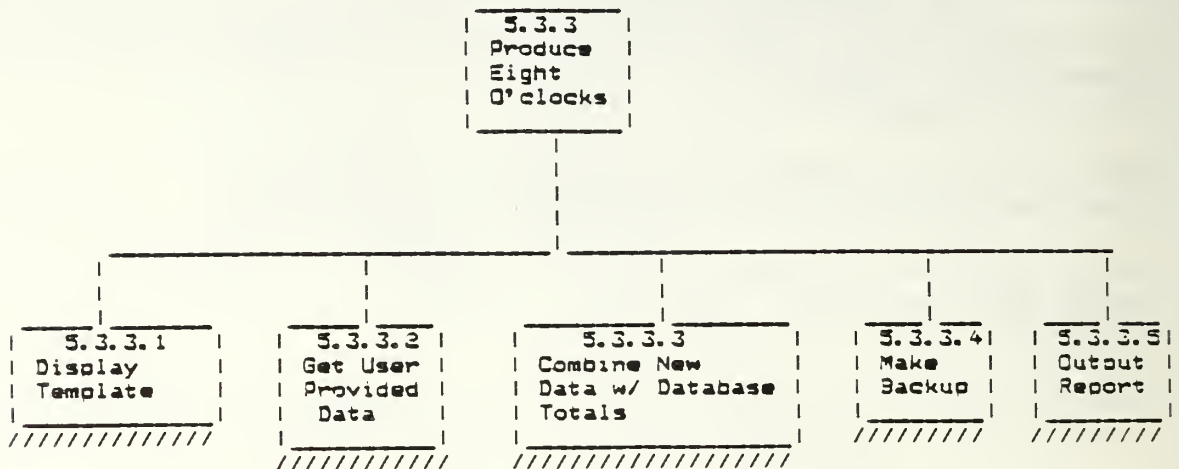 5.3.3
Produce
Eight
O'clocks
5.3.3.1
Display
Template
5.3.3.2
Get User
Provided
Data
5.3.3.3
Combine New
Data w/ Database
Totals
5.3.3.4
Make
Backup
5.3.3.5
Output
Report